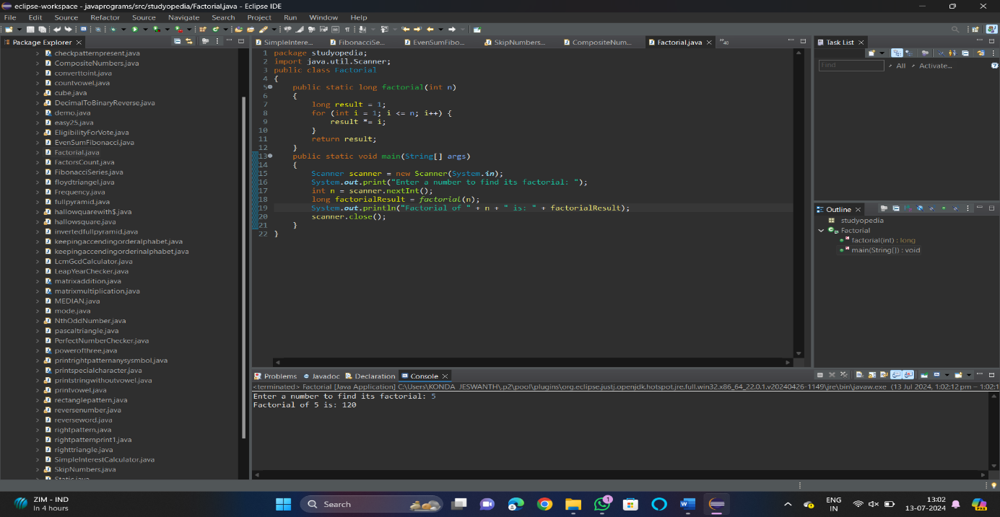 eclipse-workspace - javaprograms/src/studyopedia/Factorial.java - Eclipse IDE
File Edit Source Refactor Source Navigate Search Project Run Window Help
Package Explorer
checkpatternpresent.java
CompositeNumbers.java
converttoint.java
countvowel.java
cube.java
DecimalToBinaryReverse.java
demo.java
easy25.java
EligibilityForVote.java
EvenSumFibonacci.java
Factorial.java
FactorsCount.java
FibonacciSeries.java
floydtriangel.java
Frequency.java
fullpyramid.java
hallowquarewith$.java
hallowsquare.java
invertedfullpyramid.java
keepingaccendingorderalphabet.java
keepingaccendingorderinalphabet.java
LcmGcdCalculator.java
LeapYearChecker.java
matrixaddition.java
matrixmultiplication.java
MEDIAN.java
mode.java
NthOddNumber.java
pascaltriangle.java
PerfectNumberChecker.java
powerofthree.java
printrightpatternanysysmbol.java
printspecialcharacter.java
printstringwithoutvowel.java
printvowel.java
rectanglepattern.java
reversenumber.java
reverseword.java
rightpattern.java
rightpatternprint1.java
righttriangle.java
SimpleInterestCalculator.java
SkipNumbers.java
Static.java
SimpleIntere... FibonacciSe... EvenSumFibo... SkipNumbers... CompositeNum... Factorial.java 40
1 package studyopedia;
2 import java.util.Scanner;
3 public class Factorial
4 {
5 public static long factorial(int n)
6 {
7 long result = 1;
8 for (int i = 1; i <= n; i++) {
9 result *= i;
10 }
11 return result;
12 }
13 public static void main(String[] args)
14 {
15 Scanner scanner = new Scanner(System.in);
16 System.out.print("Enter a number to find its factorial: ");
17 int n = scanner.nextInt();
18 long factorialResult = factorial(n);
19 System.out.println("Factorial of " + n + " is: " + factorialResult);
20 scanner.close();
21 }
22 }
Task List
Find All Activate...
Outline
studyopedia
Factorial
factorial(int) : long
main(String[]) : void
Problems Javadoc Declaration Console
<terminated> Factorial [Java Application] C:\Users\KONDA JESWANTH\.p2\pool\plugins\org.eclipse.justj.openjdk.hotspot.jre.full.win32.x86_64_22.0.1.v20240426-1149\jre\bin\javaw.exe (13 Jul 2024, 1:02:12 pm – 1:02:1
Enter a number to find its factorial: 5
Factorial of 5 is: 120
ZIM - IND
In 4 hours
Search
1
ENG
IN
13:02
13-07-2024